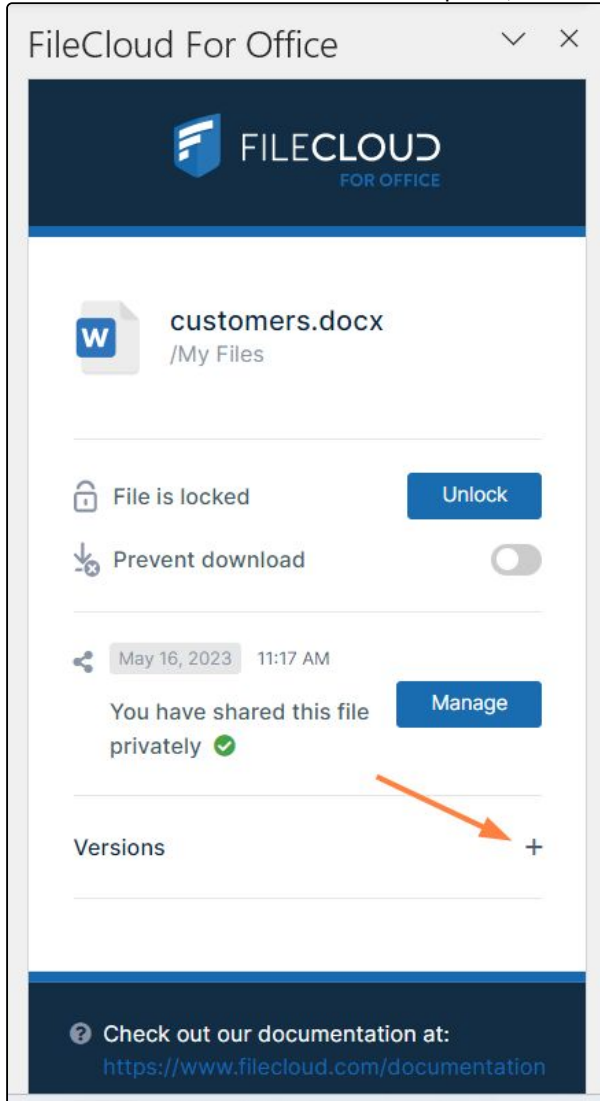 FileCloud For Office
FILECLOUD
FOR OFFICE
W
customers.docx
/My Files
File is locked
Unlock
Prevent download
May 16, 2023 11:17 AM
You have shared this file
privately
Manage
Versions
+
Check out our documentation at:
https://www.filecloud.com/documentation